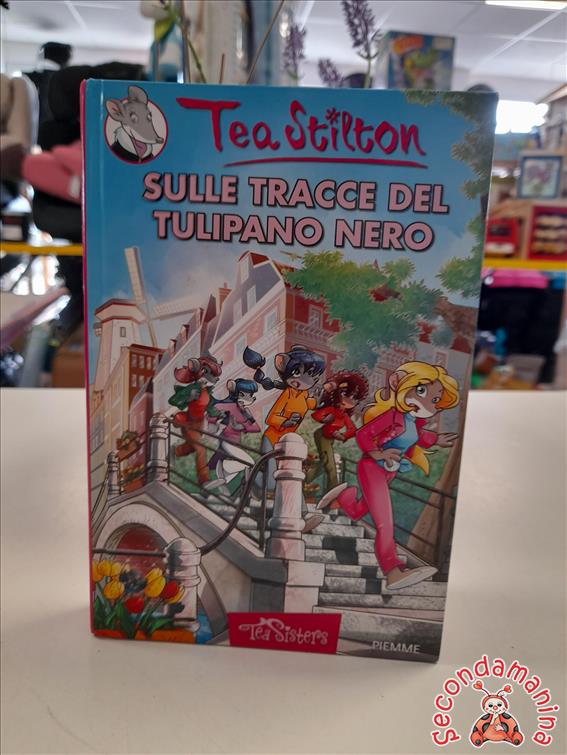 Tea Stilton
SULLE TRACCE DEL
TULIPANO NERO
Tea Sisters
PIEMME
Secondamanina